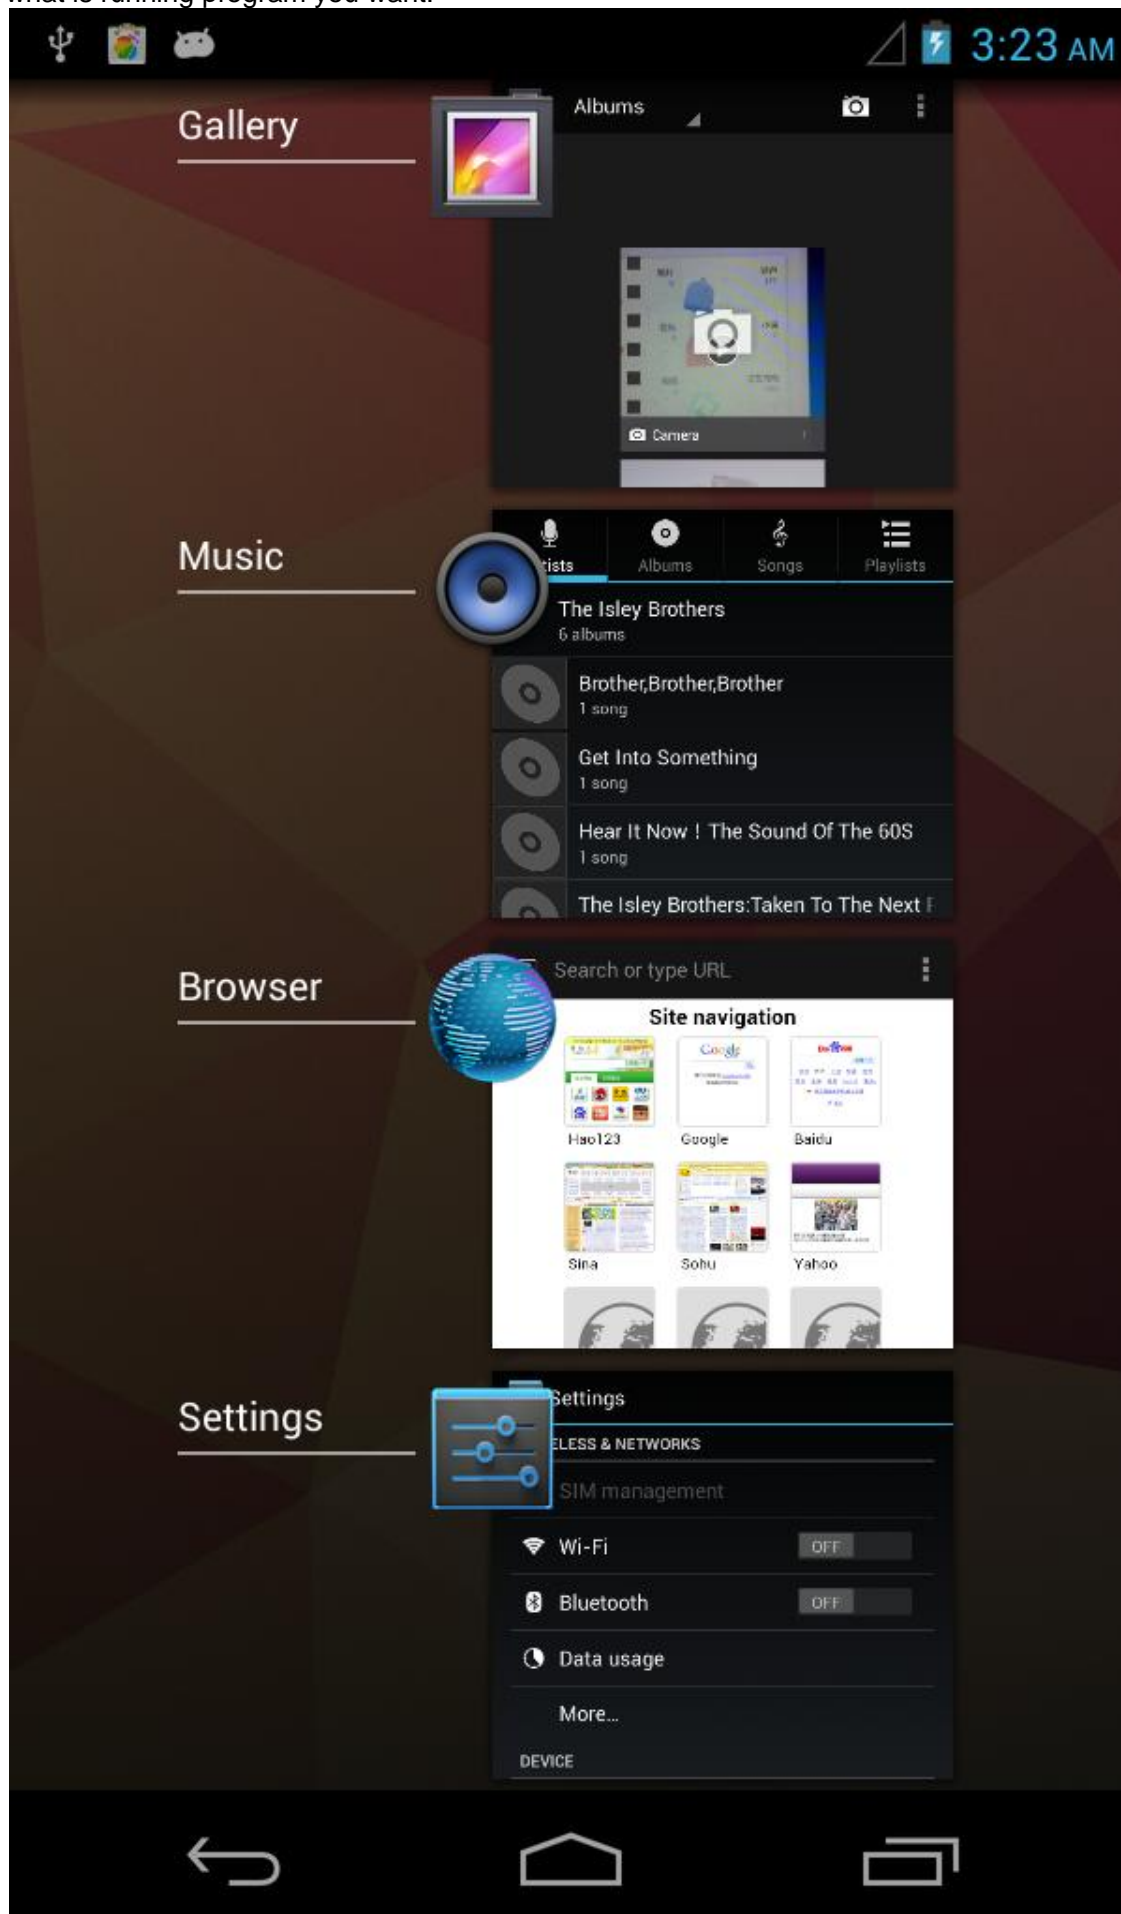 what is running program you want.
3:23 AM
Gallery
Albums
Camera
Music
tists
Albums
Songs
Playlists
The Isley Brothers
6 albums
Brother,Brother,Brother
1 song
Get Into Something
1 song
Hear It Now ! The Sound Of The 60S
1 song
The Isley Brothers:Taken To The Next
Browser
Search or type URL
Site navigation
Google
Hao123
Google
Baidu
Sina
Sohu
Yahoo
Settings
Settings
ELESS & NETWORKS
SIM management
Wi-Fi
OFF
Bluetooth
OFF
Data usage
More...
DEVICE